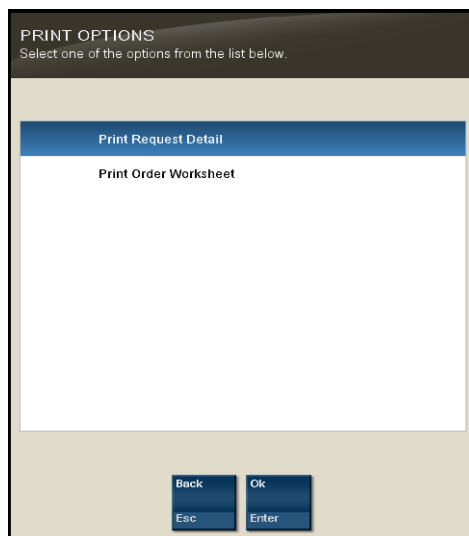 PRINT OPTIONS
Select one of the options from the list below.
Print Request Detail
Print Order Worksheet
Back Ok
Esc Enter